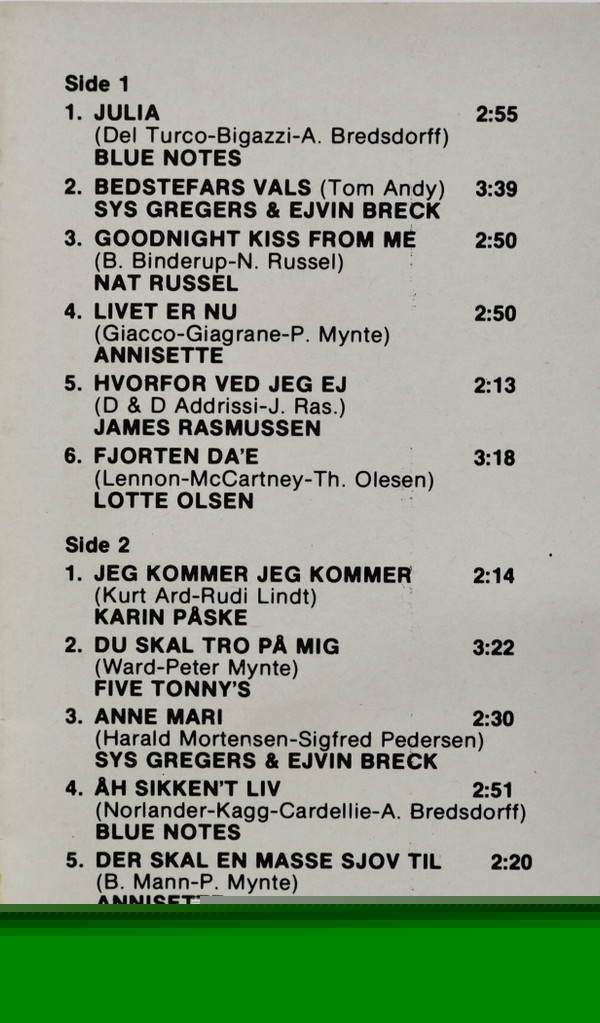 Side 1
1. JULIA 2:55
(Del Turco-Bigazzi-A. Bredsdorff)
BLUE NOTES
2. BEDSTEFARS VALS (Tom Andy) 3:39
SYS GREGERS & EJVIN BRECK
3. GOODNIGHT KISS FROM ME 2:50
(B. Binderup-N. Russel)
NAT RUSSEL
4. LIVET ER NU 2:50
(Giacco-Giagrane-P. Mynte)
ANNISETTE
5. HVORFOR VED JEG EJ 2:13
(D & D Addrissi-J. Ras.)
JAMES RASMUSSEN
6. FJORTEN DA'E 3:18
(Lennon-McCartney-Th. Olesen)
LOTTE OLSEN
Side 2
1. JEG KOMMER JEG KOMMER 2:14
(Kurt Ard-Rudi Lindt)
KARIN PÅSKE
2. DU SKAL TRO PÅ MIG 3:22
(Ward-Peter Mynte)
FIVE TONNY'S
3. ANNE MARI 2:30
(Harald Mortensen-Sigfred Pedersen)
SYS GREGERS & EJVIN BRECK
4. ÅH SIKKEN'T LIV 2:51
(Norlander-Kagg-Cardellie-A. Bredsdorff)
BLUE NOTES
5. DER SKAL EN MASSE SJOV TIL 2:20
(B. Mann-P. Mynte)